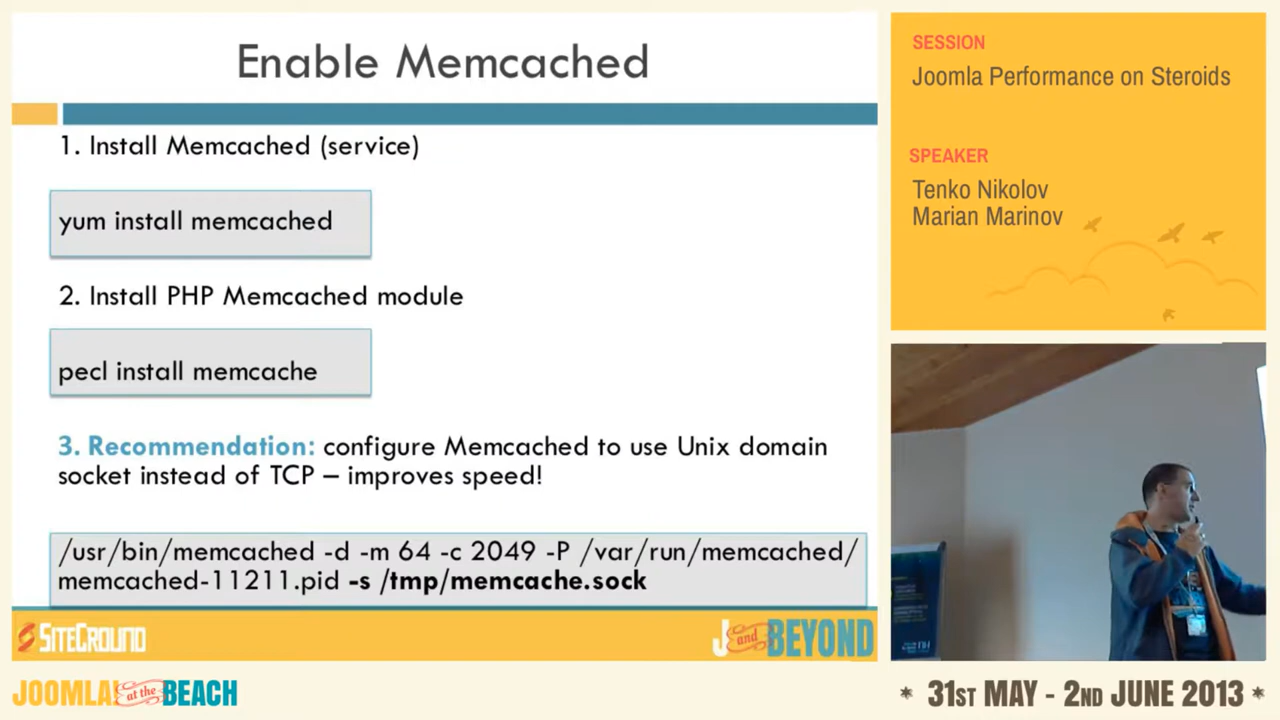 Enable Memcached
1. Install Memcached (service)
yum install memcached
2. Install PHP Memcached module
pecl install memcache
3. Recommendation: configure Memcached to use Unix domain
socket instead of TCP – improves speed!
/usr/bin/memcached -d -m 64 -c 2049 -P /var/run/memcached/
memcached-11211.pid -s /tmp/memcache.sock
SITEGROUND
J and BEYOND
SESSION
Joomla Performance on Steroids
SPEAKER
Tenko Nikolov
Marian Marinov
JOOMLA! at the BEACH
* 31ST MAY - 2ND JUNE 2013 *